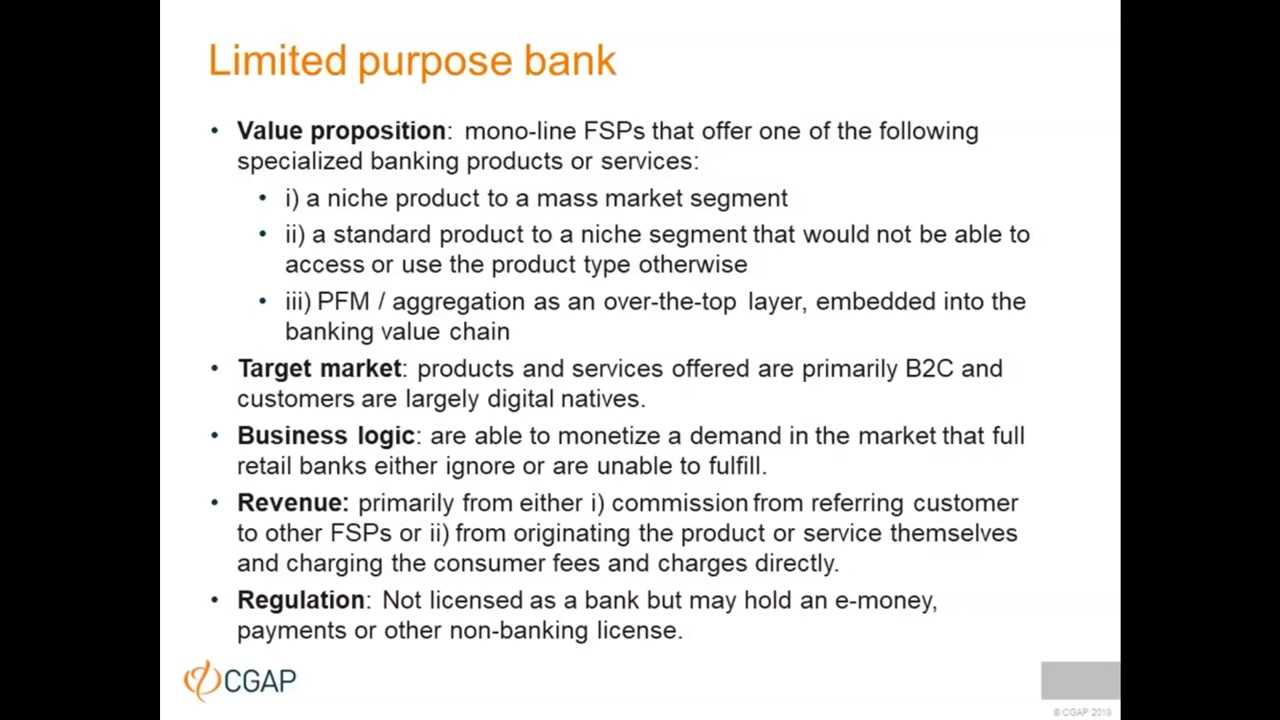 Limited purpose bank
• Value proposition: mono-line FSPs that offer one of the following
specialized banking products or services:
• i) a niche product to a mass market segment
• ii) a standard product to a niche segment that would not be able to
access or use the product type otherwise
• iii) PFM / aggregation as an over-the-top layer, embedded into the
banking value chain
• Target market: products and services offered are primarily B2C and
customers are largely digital natives.
• Business logic: are able to monetize a demand in the market that full
retail banks either ignore or are unable to fulfill.
• Revenue: primarily from either i) commission from referring customer
to other FSPs or ii) from originating the product or service themselves
and charging the consumer fees and charges directly.
• Regulation: Not licensed as a bank but may hold an e-money,
payments or other non-banking license.
CGAP
© CGAP 2018